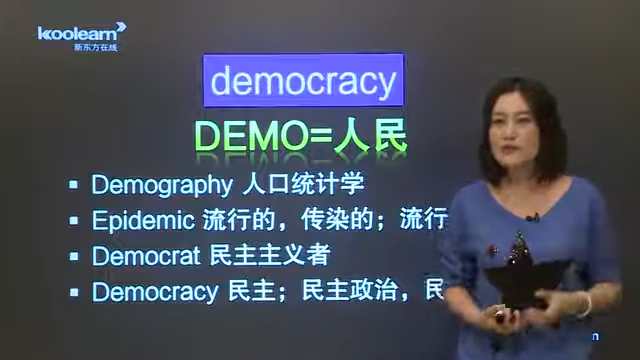 koolearn
新东方在线
democracy
DEMO=人民
Demography 人口统计学
Epidemic 流行的，传染的；流行
Democrat 民主主义者
Democracy 民主；民主政治，民
n